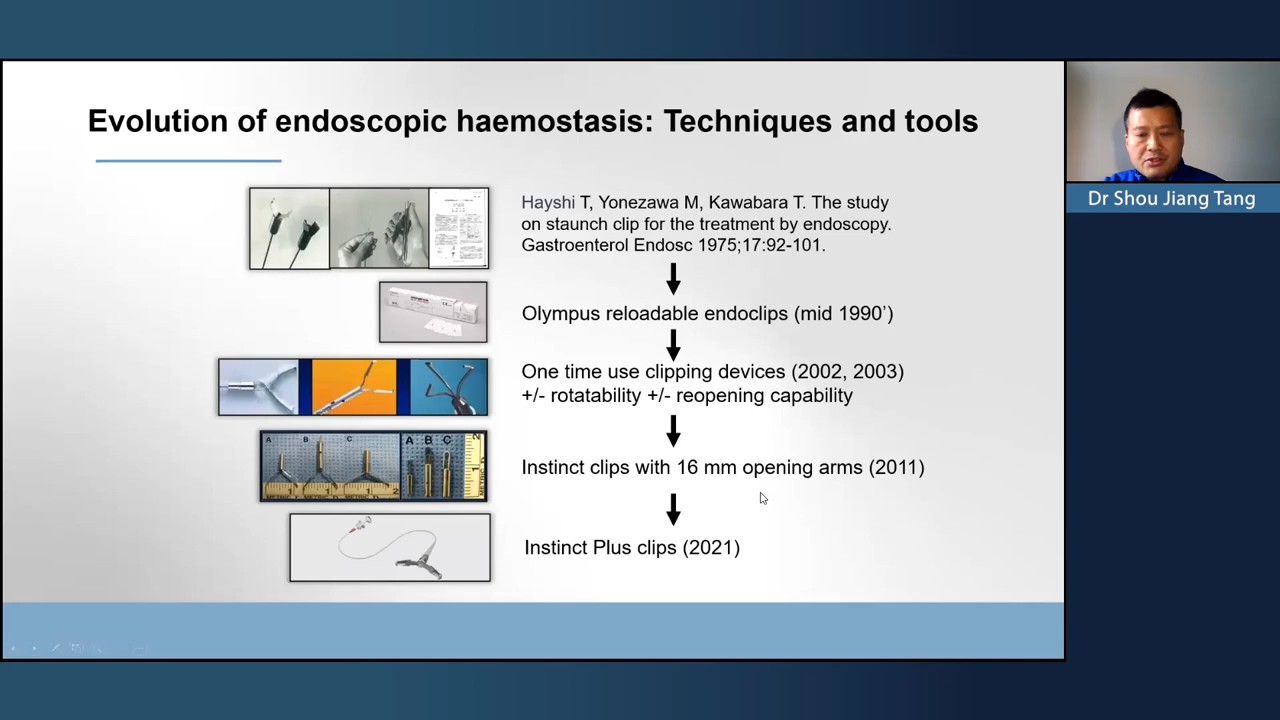 Evolution of endoscopic haemostasis: Techniques and tools
Hayshi T, Yonezawa M, Kawabara T. The study
on staunch clip for the treatment by endoscopy.
Gastroenterol Endosc 1975;17:92-101.
Olympus reloadable endoclips (mid 1990’)
One time use clipping devices (2002, 2003)
+/- rotatability +/- reopening capability
A B C A B C 2
Instinct clips with 16 mm opening arms (2011)
Instinct Plus clips (2021)
Dr Shou Jiang Tang